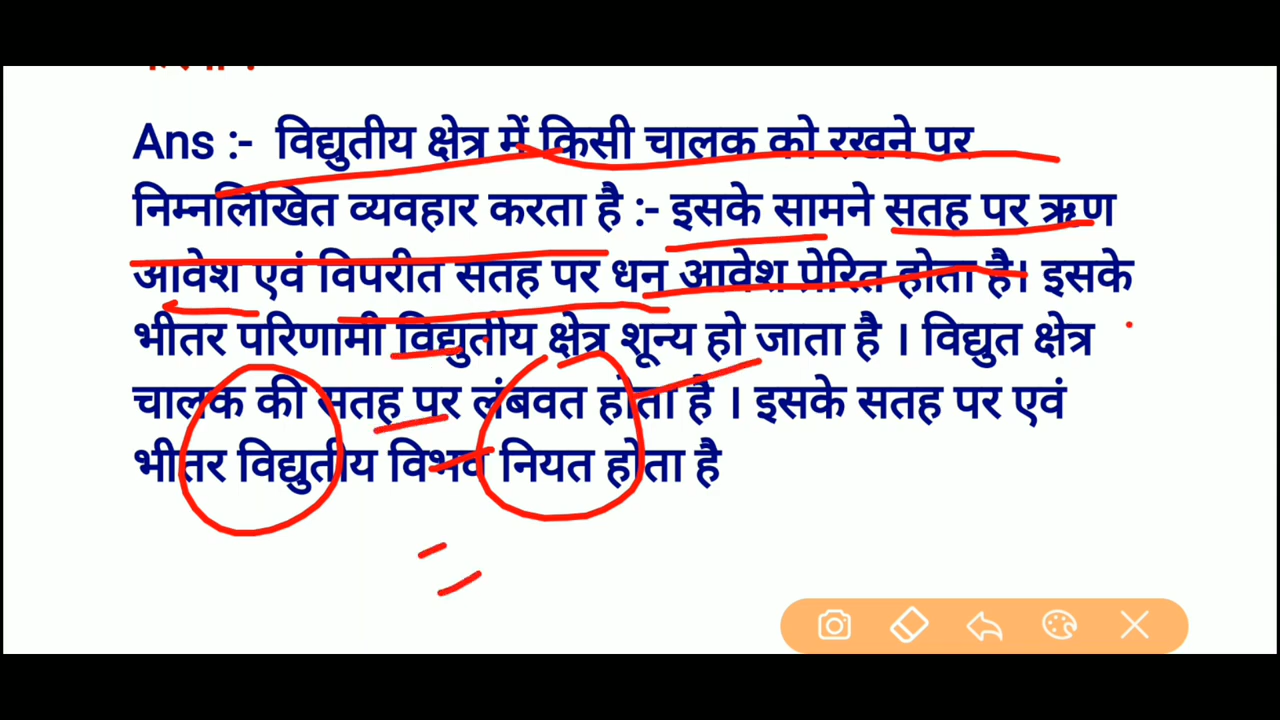 Ans :- विद्युतीय क्षेत्र में किसी चालक को रखने पर
निम्नलिखित व्यवहार करता है :- इसके सामने सतह पर ऋण
आवेश एवं विपरीत सतह पर धन आवेश प्रेरित होता है। इसके
भीतर परिणामी विद्युतीय क्षेत्र शून्य हो जाता है । विद्युत क्षेत्र
चालक की सतह पर लंबवत होता है । इसके सतह पर एवं
भीतर विद्युतीय विभव नियत होता है